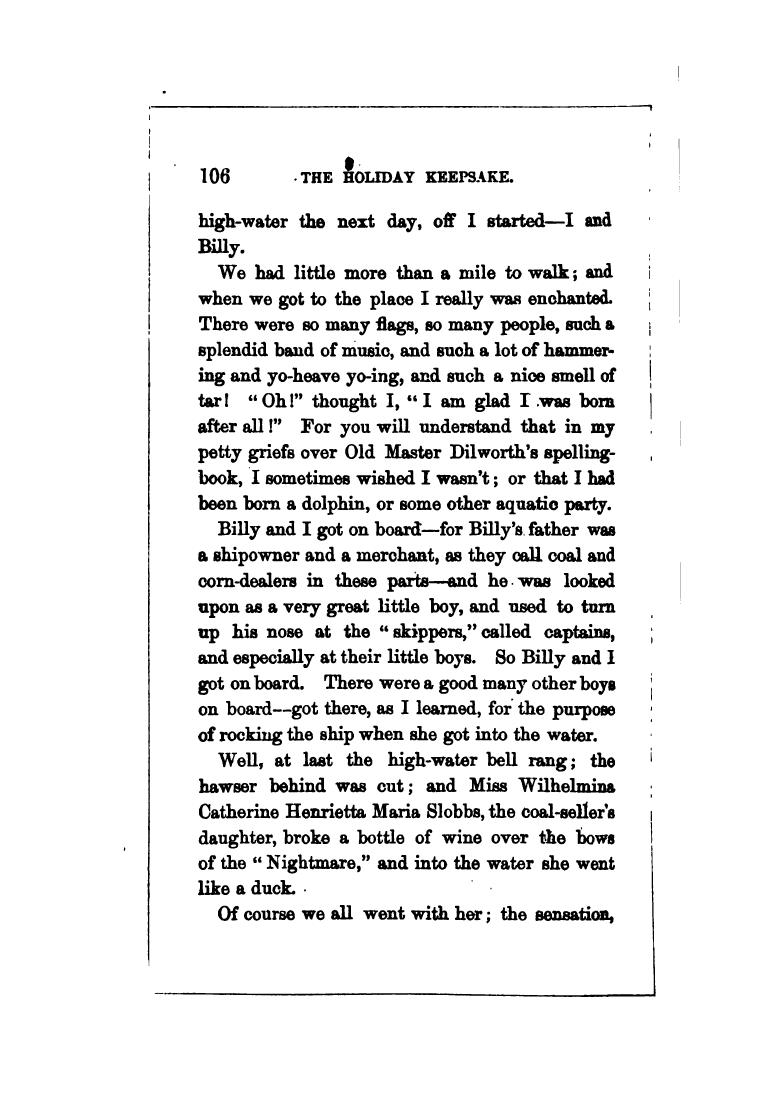 106 THE HOLIDAY KEEPSAKE.
high-water the next day, off I started—I and
Billy.
We had little more than a mile to walk; and
when we got to the place I really was enchanted.
There were so many flags, so many people, such a
splendid band of music, and such a lot of hammer-
ing and yo-heave yo-ing, and such a nice smell of
tar! "Oh!" thought I, "I am glad I was born
after all!" For you will understand that in my
petty griefs over Old Master Dilworth's spelling-
book, I sometimes wished I wasn't; or that I had
been born a dolphin, or some other aquatic party.
Billy and I got on board—for Billy's father was
a shipowner and a merchant, as they call coal and
corn-dealers in these parts—and he was looked
upon as a very great little boy, and used to turn
up his nose at the "skippers," called captains,
and especially at their little boys. So Billy and I
got on board. There were a good many other boys
on board—got there, as I learned, for the purpose
of rocking the ship when she got into the water.
Well, at last the high-water bell rang; the
hawser behind was cut; and Miss Wilhelmina
Catherine Henrietta Maria Slobbs, the coal-seller's
daughter, broke a bottle of wine over the bows
of the "Nightmare," and into the water she went
like a duck.
Of course we all went with her; the sensation,